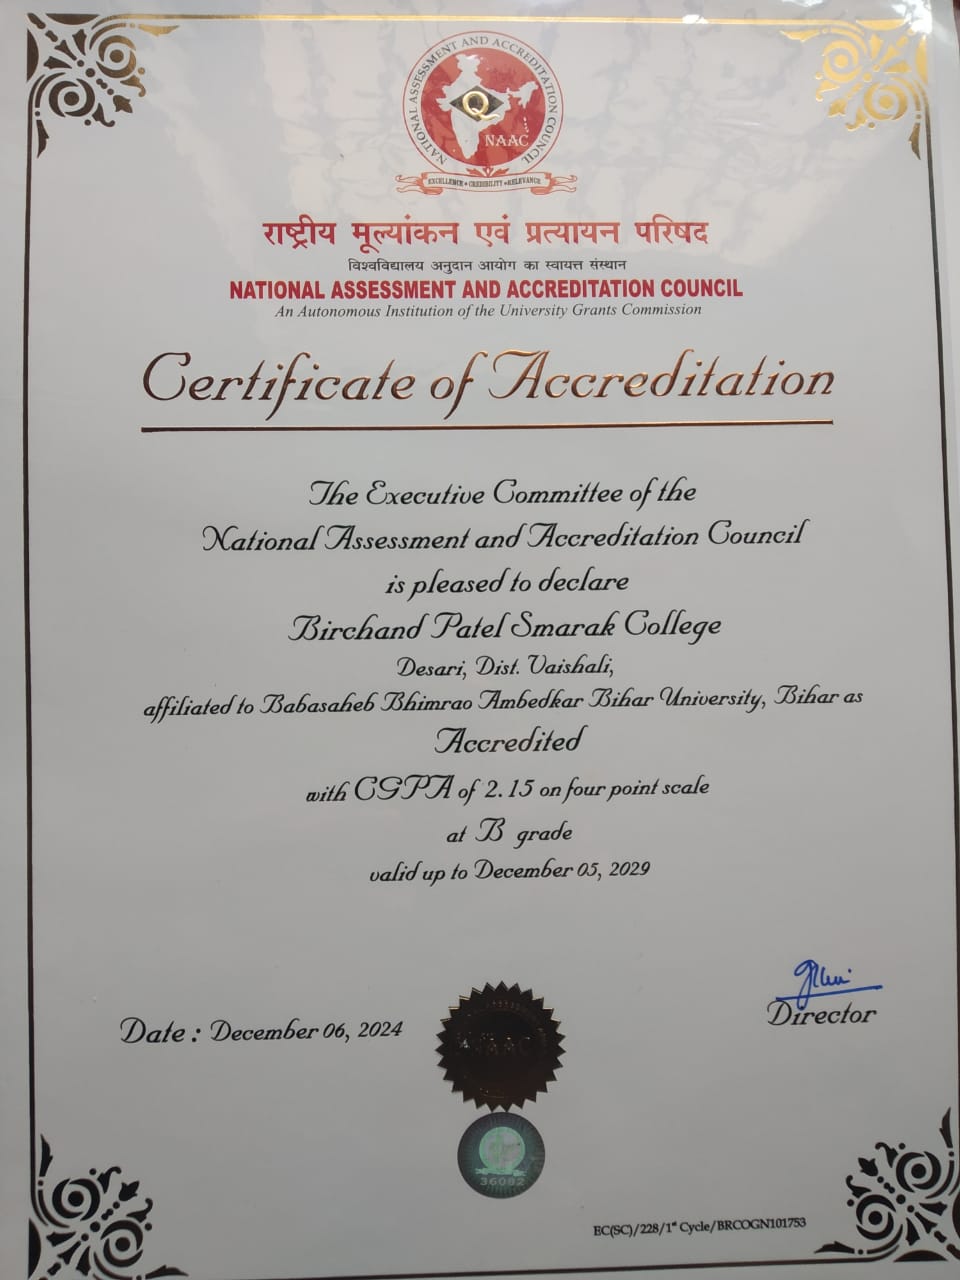 NATIONAL ASSESSMENT AND ACCREDITATION COUNCIL
Q
NAAC
EXCELLENCE • CREDIBILITY • RELEVANCE
राष्ट्रीय मूल्यांकन एवं प्रत्यायन परिषद
विश्वविद्यालय अनुदान आयोग का स्वायत्त संस्थान
NATIONAL ASSESSMENT AND ACCREDITATION COUNCIL
An Autonomous Institution of the University Grants Commission
Certificate of Accreditation
The Executive Committee of the
National Assessment and Accreditation Council
is pleased to declare
Birchand Patel Smarak College
Desari, Dist. Vaishali,
affiliated to Babasaheb Bhimrao Ambedkar Bihar University, Bihar as
Accredited
with CGPA of 2.15 on four point scale
at B grade
valid up to December 05, 2029
Director
Date : December 06, 2024
NAAC
36082
EC(SC)/228/1st Cycle/BRCOGN101753